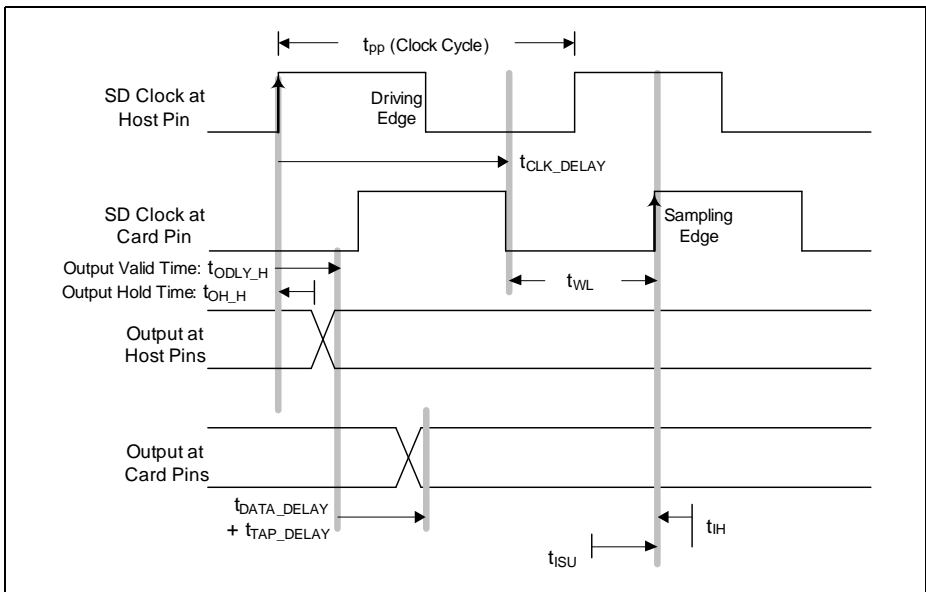 tpp (Clock Cycle)
SD Clock at
Host Pin
Driving
Edge
tCLK_DELAY
SD Clock at
Card Pin
Sampling
Edge
Output Valid Time: tODLY_H
Output Hold Time: tOH_H
tWL
Output at
Host Pins
Output at
Card Pins
tDATA_DELAY
+ tTAP_DELAY
tIH
tISU